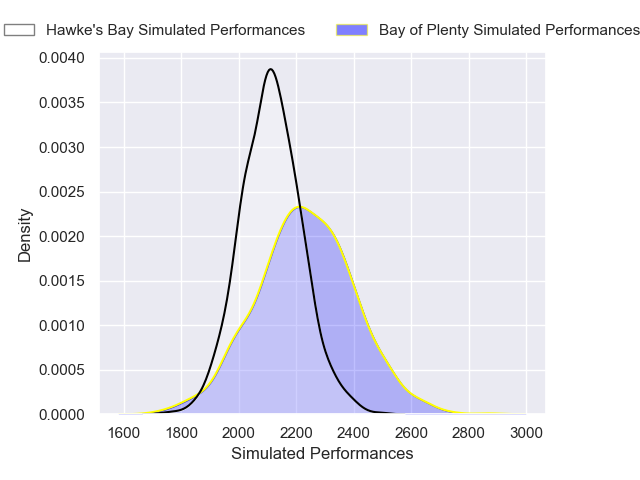 Hawke's Bay Simulated Performances
Bay of Plenty Simulated Performances
0.0040
0.0035
0.0030
0.0025
0.0020
0.0015
0.0010
0.0005
0.0000
Density
1600 1800 2000 2200 2400 2600 2800 3000
Simulated Performances